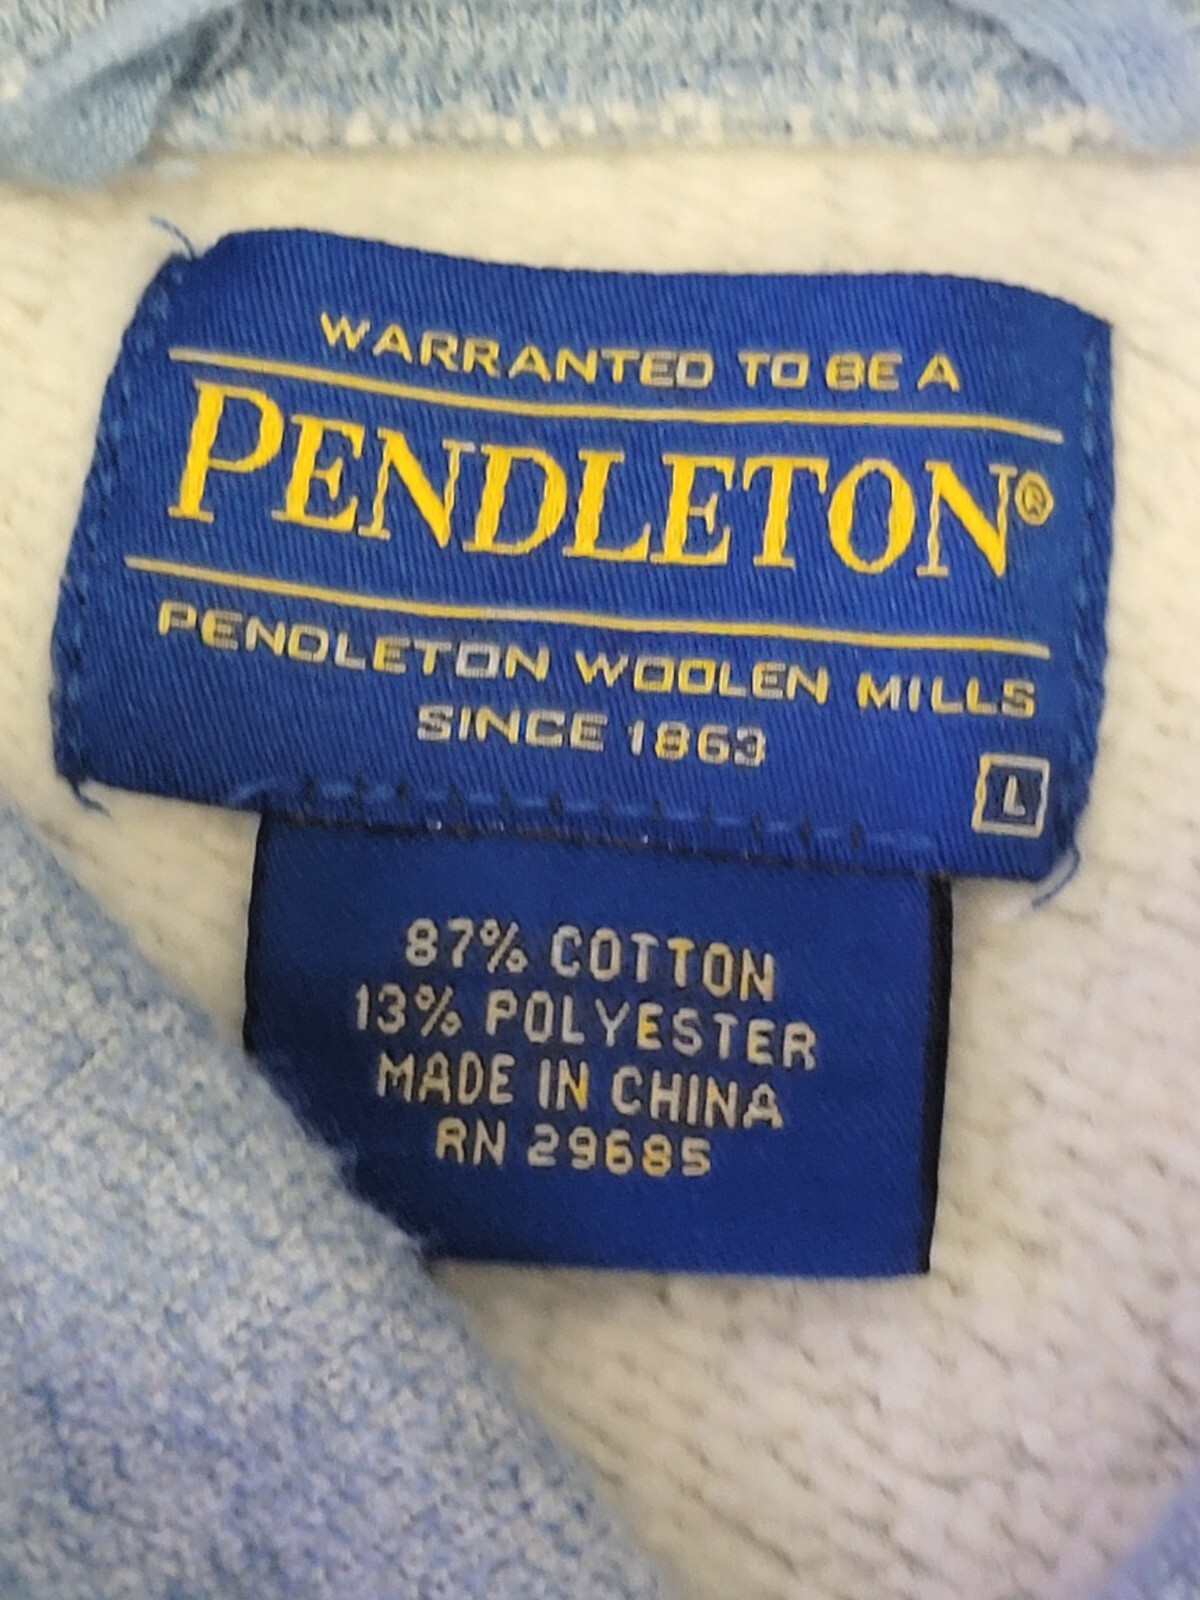 WARRANTED TO BE A
PENDLETON®
PENDLETON WOOLEN MILLS
SINCE 1863
L
87% COTTON
13% POLYESTER
MADE IN CHINA
RN 29685